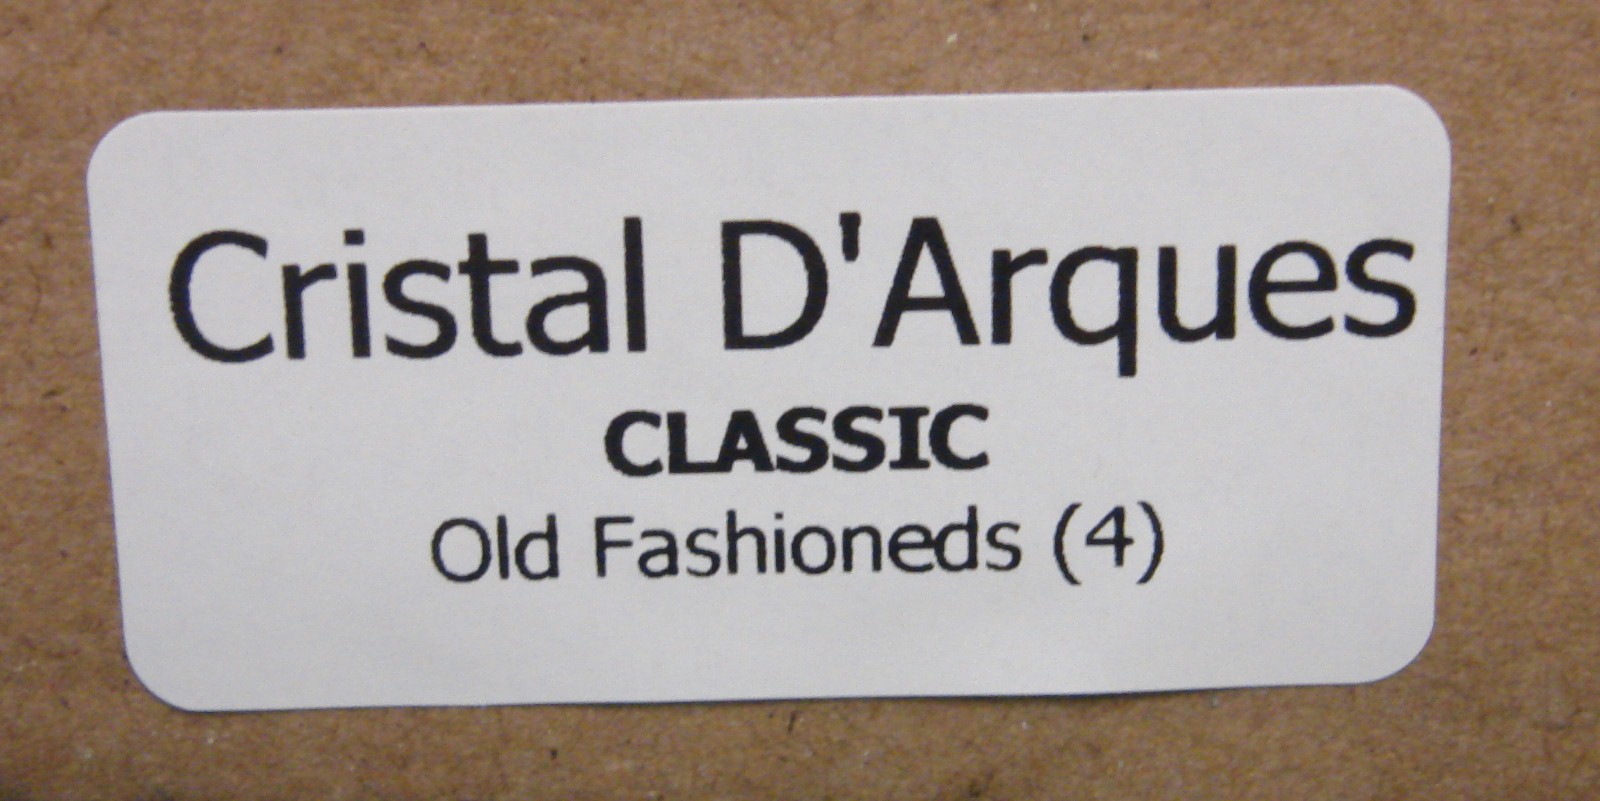 Cristal D'Arques
CLASSIC
Old Fashioneds (4)